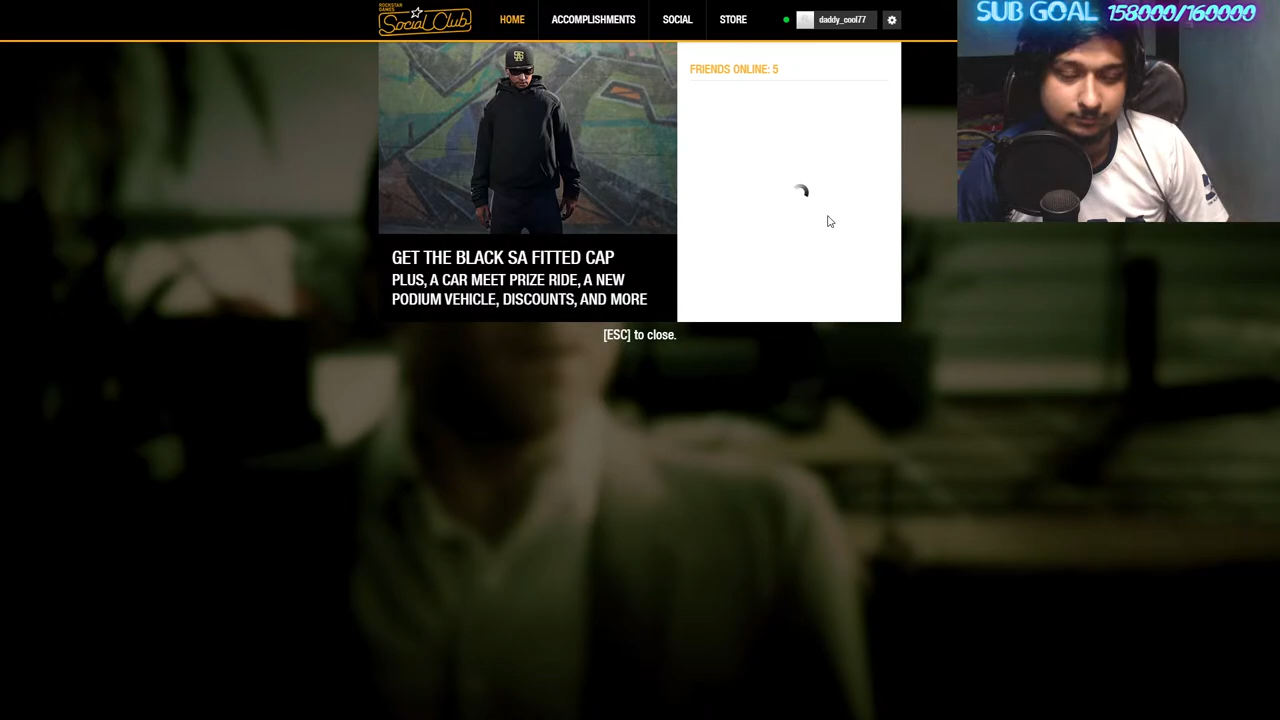 ROCKSTAR
GAMES
Social Club
HOME
ACCOMPLISHMENTS
SOCIAL
STORE
daddy_cool77
SUB GOAL 158000/160000
FRIENDS ONLINE: 5
GET THE BLACK SA FITTED CAP
PLUS, A CAR MEET PRIZE RIDE, A NEW
PODIUM VEHICLE, DISCOUNTS, AND MORE
[ESC] to close.